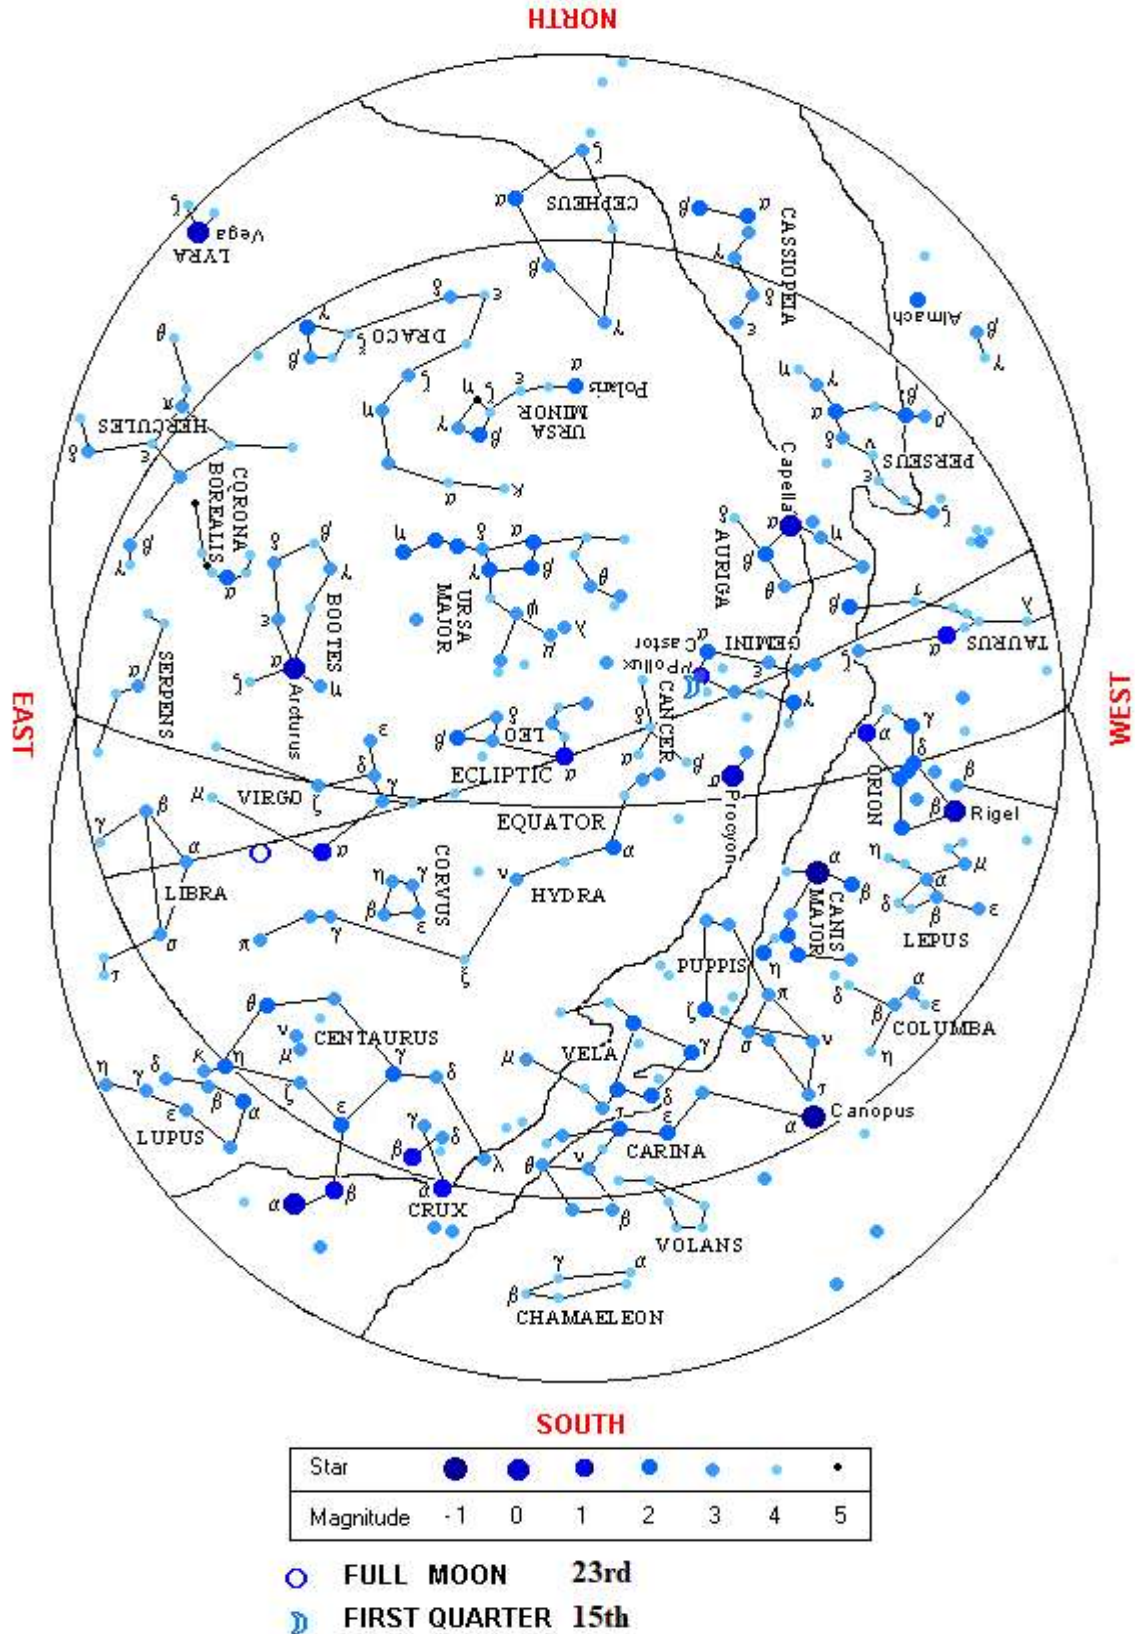 NORTH
ζ
α
CEPHEUS
β
γ
β
α
CASSIOPEIA
γ
δ
ε
ζ
Vega
LYRA
Almach
β
γ
δ
ε
γ
DRACO
ξ
β
ζ
η
α
κ
α
Polaris
ε
ζ
η
URSA
MINOR
γ
β
θ
π
HERCULES
δ
ε
β
γ
η
γ
α
β
ρ
δ
ν
PERSEUS
ε
ζ
CORONA
BOREALIS
α
Capella
δ
α
η
β
θ
AURIGA
δ
β
γ
BOOTES
ε
α
ζ
η
Arcturus
η
δ
α
γ
β
URSA
MAJOR
θ
ψ
λ
μ
β
τ
λ
TAURUS
α
ζ
α
Castor
GEMINI
β
Pollux
ε
γ
SERPENS
α
EAST
WEST
CANCER
δ
α
β
δ
LEO
β
α
ECLIPTIC
ε
δ
γ
VIRGO
ζ
μ
α
EQUATOR
α
Procyon
α
γ
δ
ORION
β
β
Rigel
γ
β
α
LIBRA
σ
τ
CORVUS
η
γ
β
ε
ν
HYDRA
α
π
γ
ζ
α
β
CANIS
MAJOR
η
η
μ
α
δ
β
ε
LEPUS
PUPPIS
ζ
π
σ
ν
τ
α
δ
β
ε
COLUMBA
η
θ
ν
CENTAURUS
μ
κ
η
γ
δ
ζ
ε
λ
μ
VELA
γ
δ
η
γ
δ
β
α
ε
LUPUS
γ
β
δ
α
CRUX
α
β
τ
ε
CARINA
Canopus
α
θ
ν
β
VOLANS
γ
α
β
CHAMAELEON
SOUTH
Star
Magnitude -1 0 1 2 3 4 5
FULL MOON 23rd
FIRST QUARTER 15th